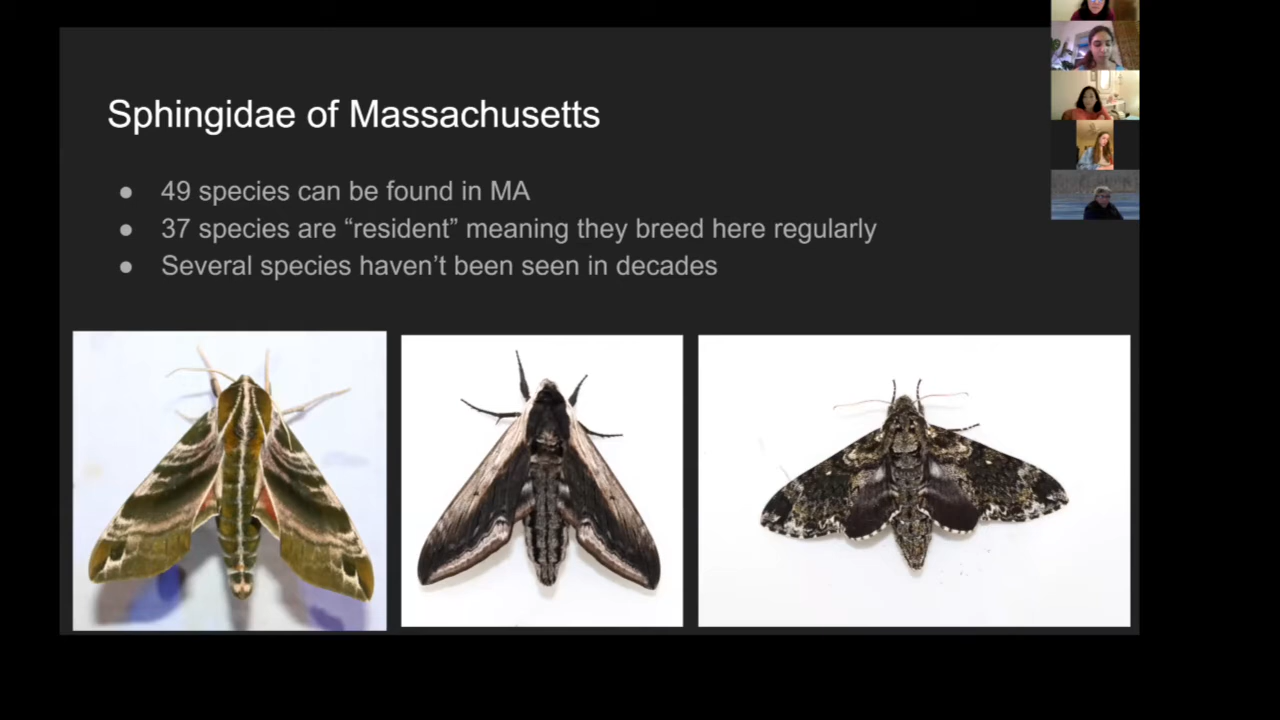 Sphingidae of Massachusetts
● 49 species can be found in MA
● 37 species are “resident” meaning they breed here regularly
● Several species haven’t been seen in decades